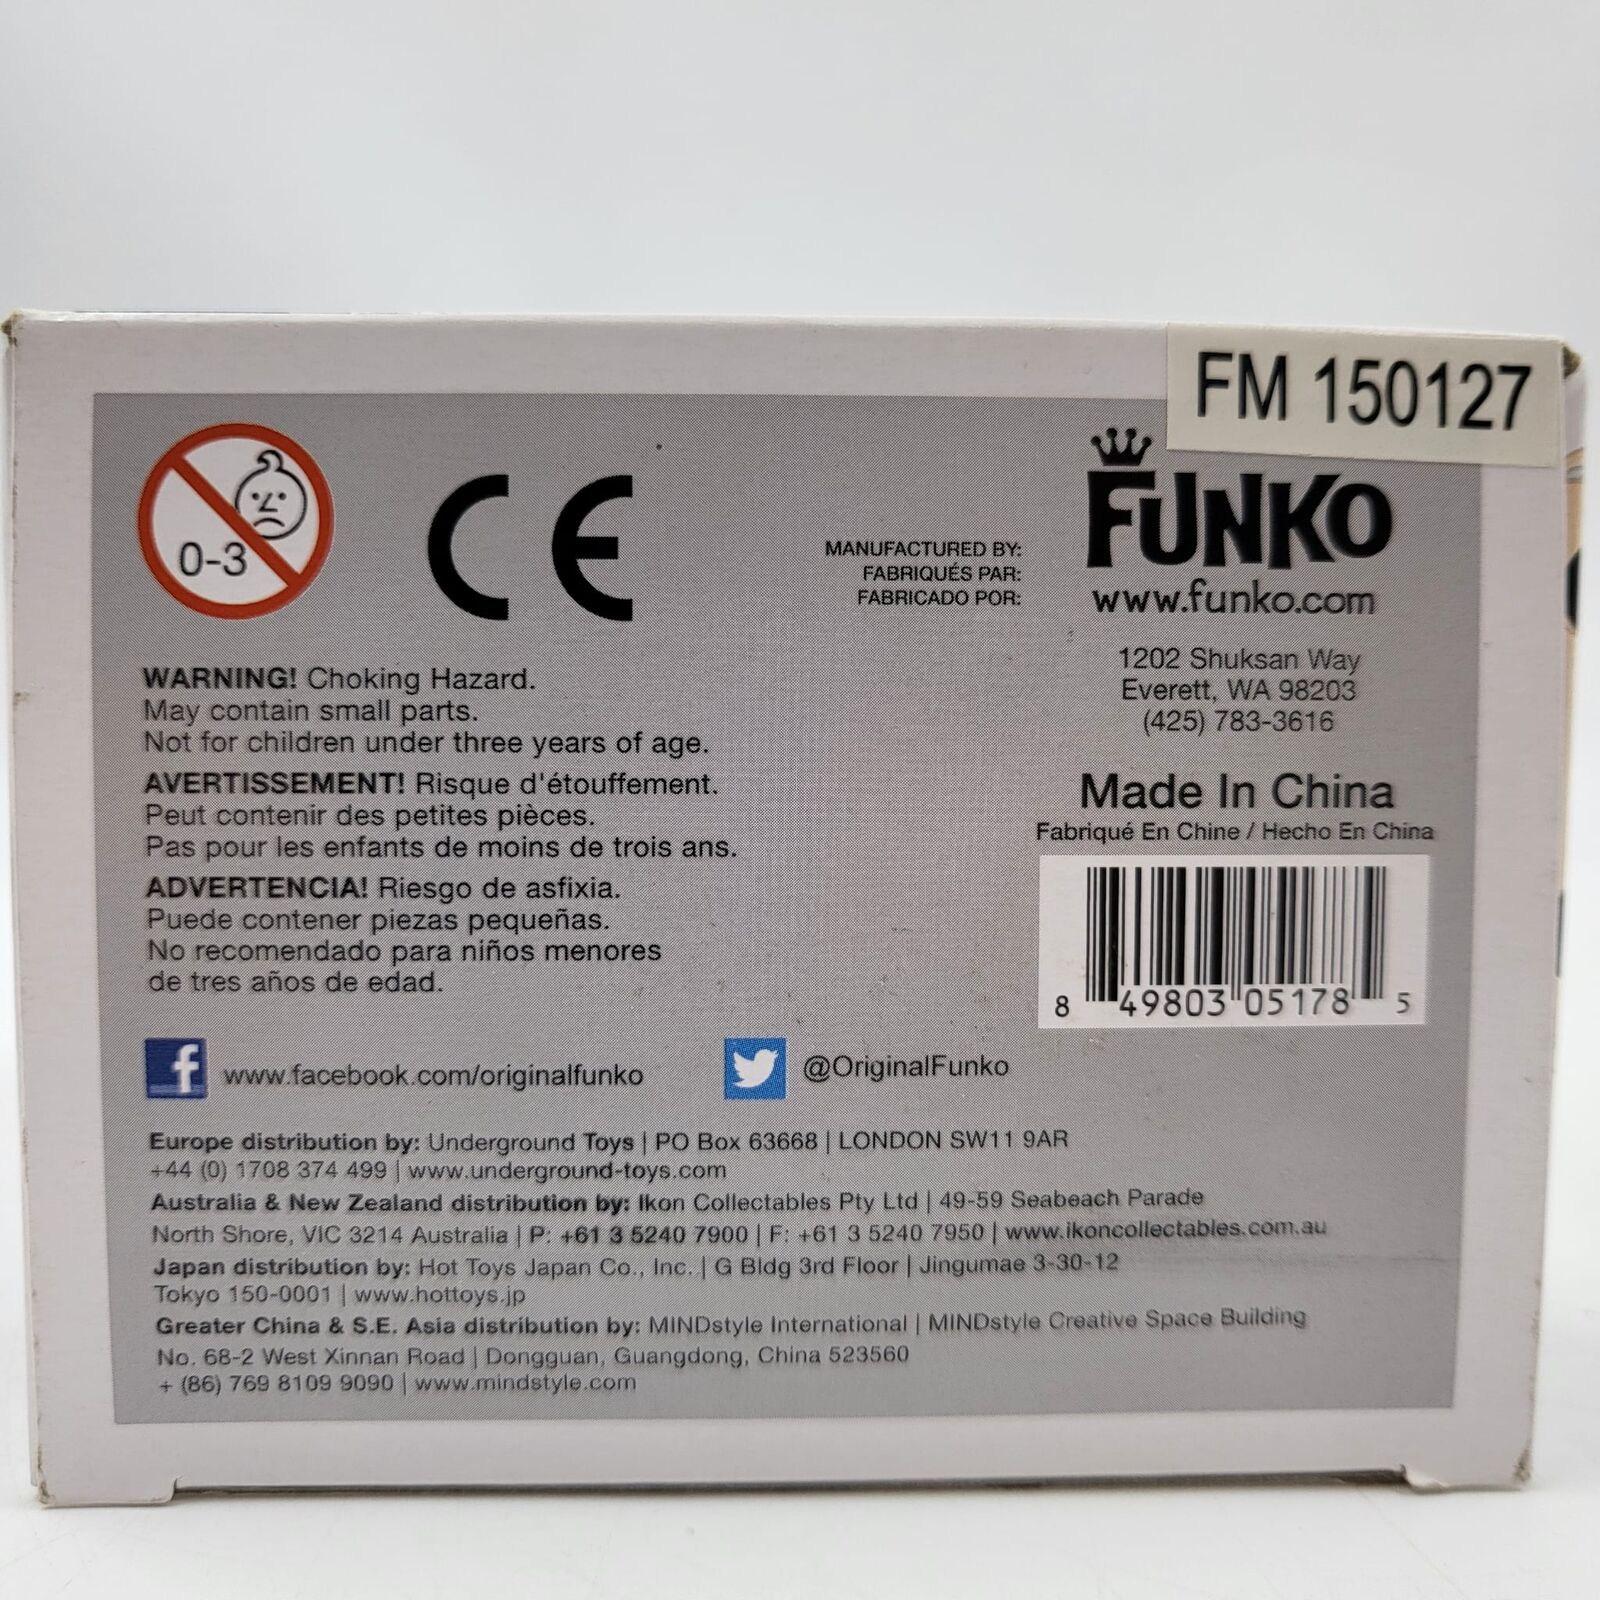 FM 150127
0-3
CE
MANUFACTURED BY:
FABRIQUÉS PAR:
FABRICADO POR:
FUNKO
www.funko.com
1202 Shuksan Way
Everett, WA 98203
(425) 783-3616
WARNING! Choking Hazard.
May contain small parts.
Not for children under three years of age.
AVERTISSEMENT! Risque d'étouffement.
Peut contenir des petites pièces.
Pas pour les enfants de moins de trois ans.
ADVERTENCIA! Riesgo de asfixia.
Puede contener piezas pequeñas.
No recomendado para niños menores
de tres años de edad.
Made In China
Fabriqué En Chine / Hecho En China
8 49803 05178 5
f www.facebook.com/originalfunko
@OriginalFunko
Europe distribution by: Underground Toys | PO Box 63668 | LONDON SW11 9AR
+44 (0) 1708 374 499 | www.underground-toys.com
Australia & New Zealand distribution by: Ikon Collectables Pty Ltd | 49-59 Seabeach Parade
North Shore, VIC 3214 Australia | P: +61 3 5240 7900 | F: +61 3 5240 7950 | www.ikoncollectables.com.au
Japan distribution by: Hot Toys Japan Co., Inc. | G Bldg 3rd Floor | Jingumae 3-30-12
Tokyo 150-0001 | www.hottoys.jp
Greater China & S.E. Asia distribution by: MINDstyle International | MINDstyle Creative Space Building
No. 68-2 West Xinnan Road | Dongguan, Guangdong, China 523560
+ (86) 769 8109 9090 | www.mindstyle.com